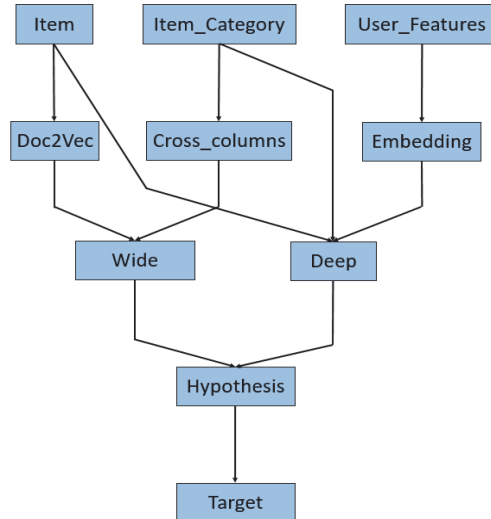 Item
Item_Category
User_Features
Doc2Vec
Cross_columns
Embedding
Wide
Deep
Hypothesis
Target